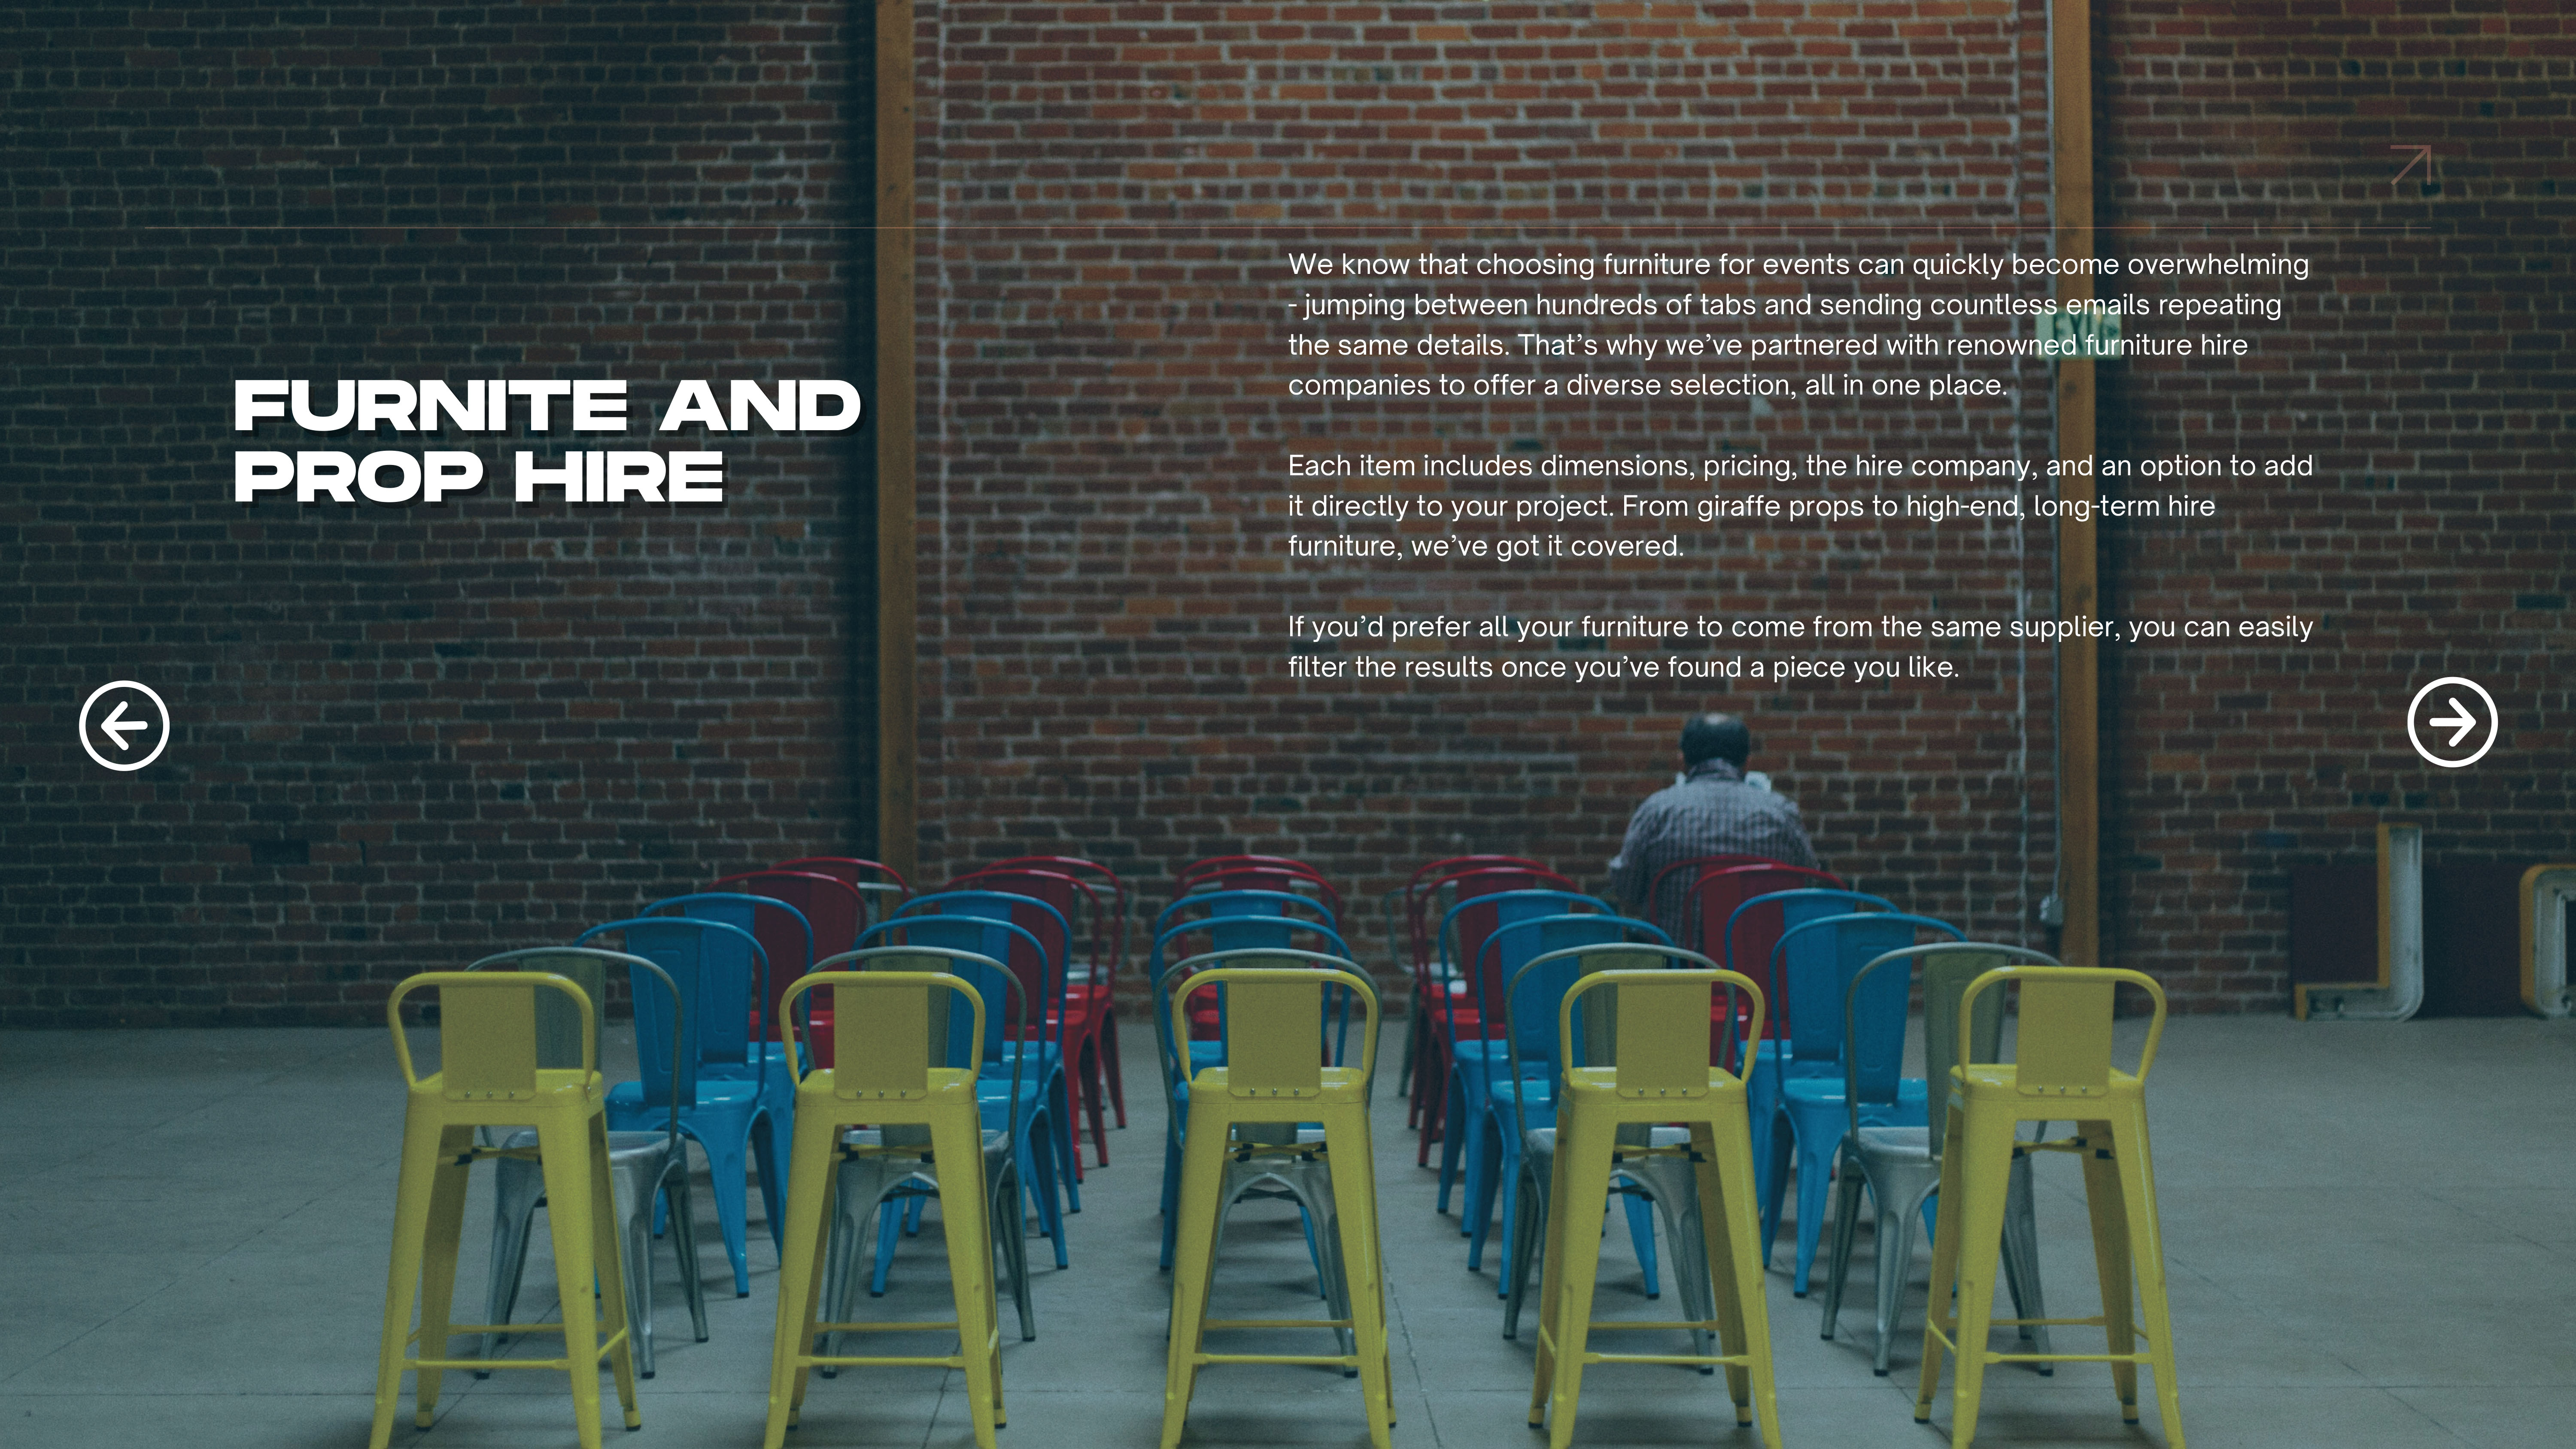 FURNITE AND
PROP HIRE
We know that choosing furniture for events can quickly become overwhelming
- jumping between hundreds of tabs and sending countless emails repeating
the same details. That’s why we’ve partnered with renowned furniture hire
companies to offer a diverse selection, all in one place.
Each item includes dimensions, pricing, the hire company, and an option to add
it directly to your project. From giraffe props to high-end, long-term hire
furniture, we’ve got it covered.
If you’d prefer all your furniture to come from the same supplier, you can easily
filter the results once you’ve found a piece you like.
EXIT